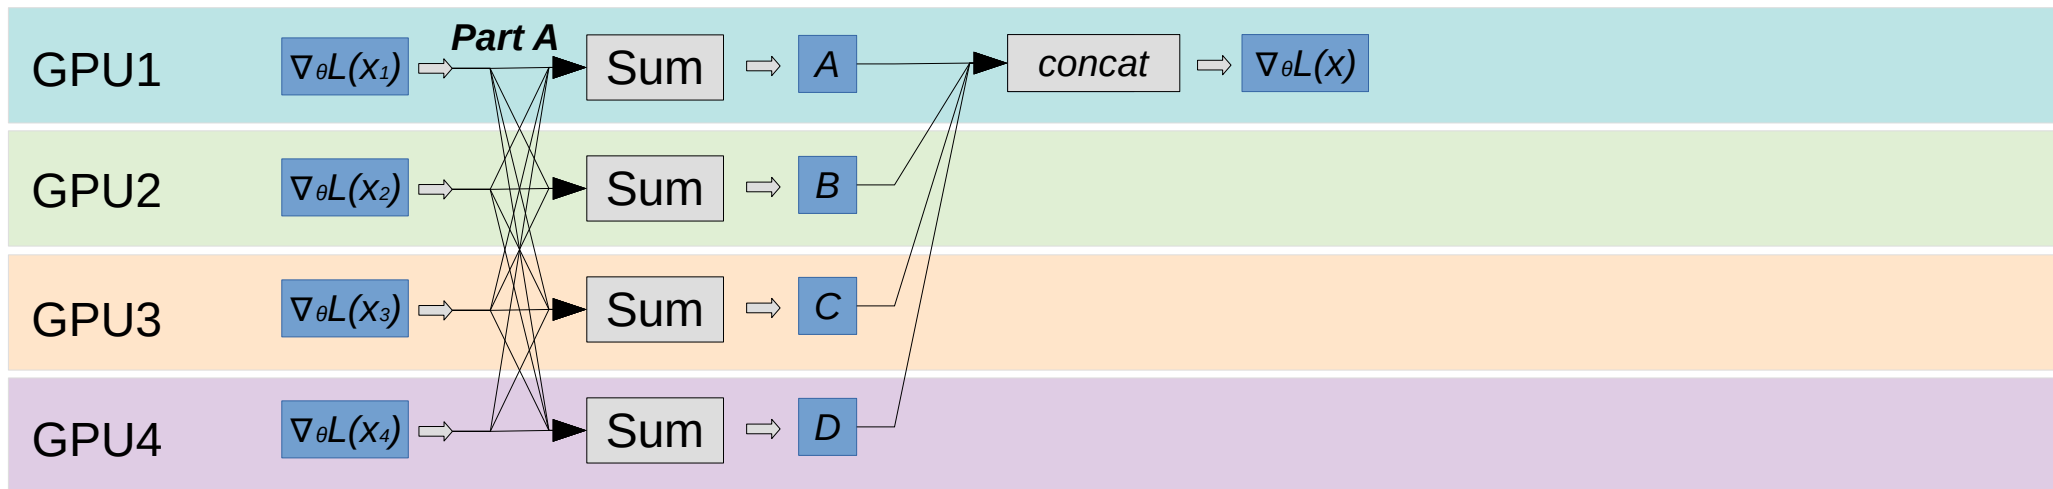 Part A
GPU1 ∇θL(x1) Sum A concat ∇θL(x)
GPU2 ∇θL(x2) Sum B
GPU3 ∇θL(x3) Sum C
GPU4 ∇θL(x4) Sum D